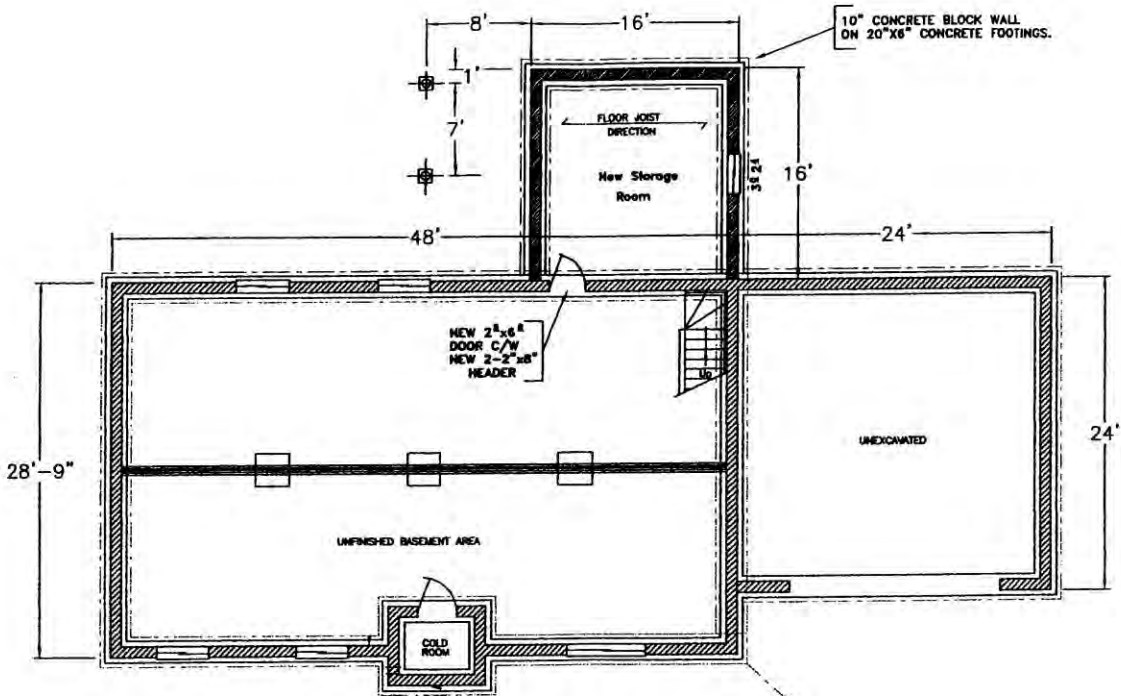 8'
16'
10" CONCRETE BLOCK WALL
ON 20"X6" CONCRETE FOOTINGS.
1'
7'
FLOOR JOIST
DIRECTION
New Storage
Room
3⁰ 2⁴
16'
48'
24'
NEW 2⁸x6⁸
DOOR C/W
NEW 2-2"x8"
HEADER
UP
UNEXCAVATED
24'
28'-9"
UNFINISHED BASEMENT AREA
COLD
ROOM